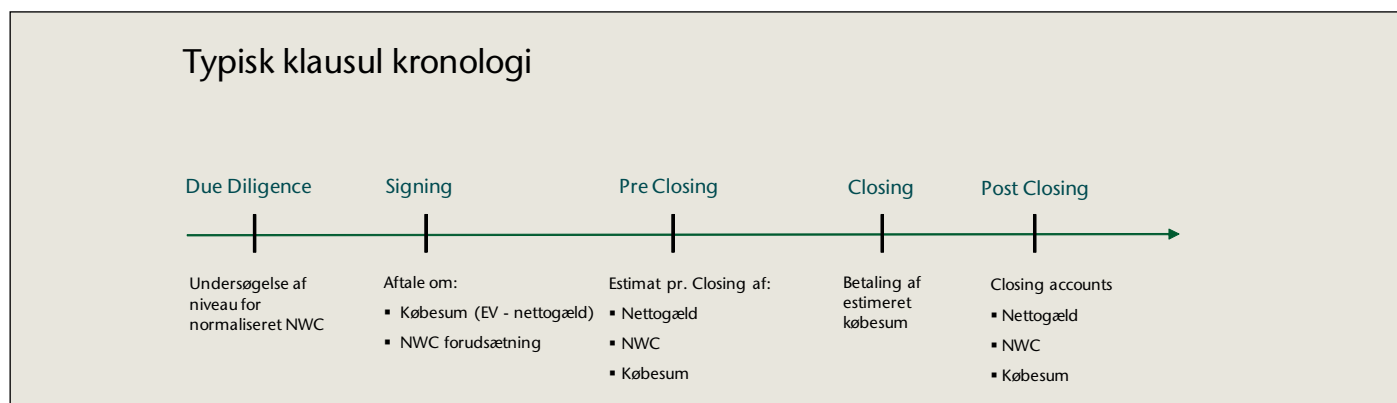 Typisk klausul kronologi
Due Diligence
Signing
Pre Closing
Closing
Post Closing
Undersøgelse af
niveau for
normaliseret NWC
Aftale om:
▪ Købesum (EV - nettogæld)
▪ NWC forudsætning
Estimat pr. Closing af:
▪ Nettogæld
▪ NWC
▪ Købesum
Betaling af
estimeret
købesum
Closing accounts
▪ Nettogæld
▪ NWC
▪ Købesum